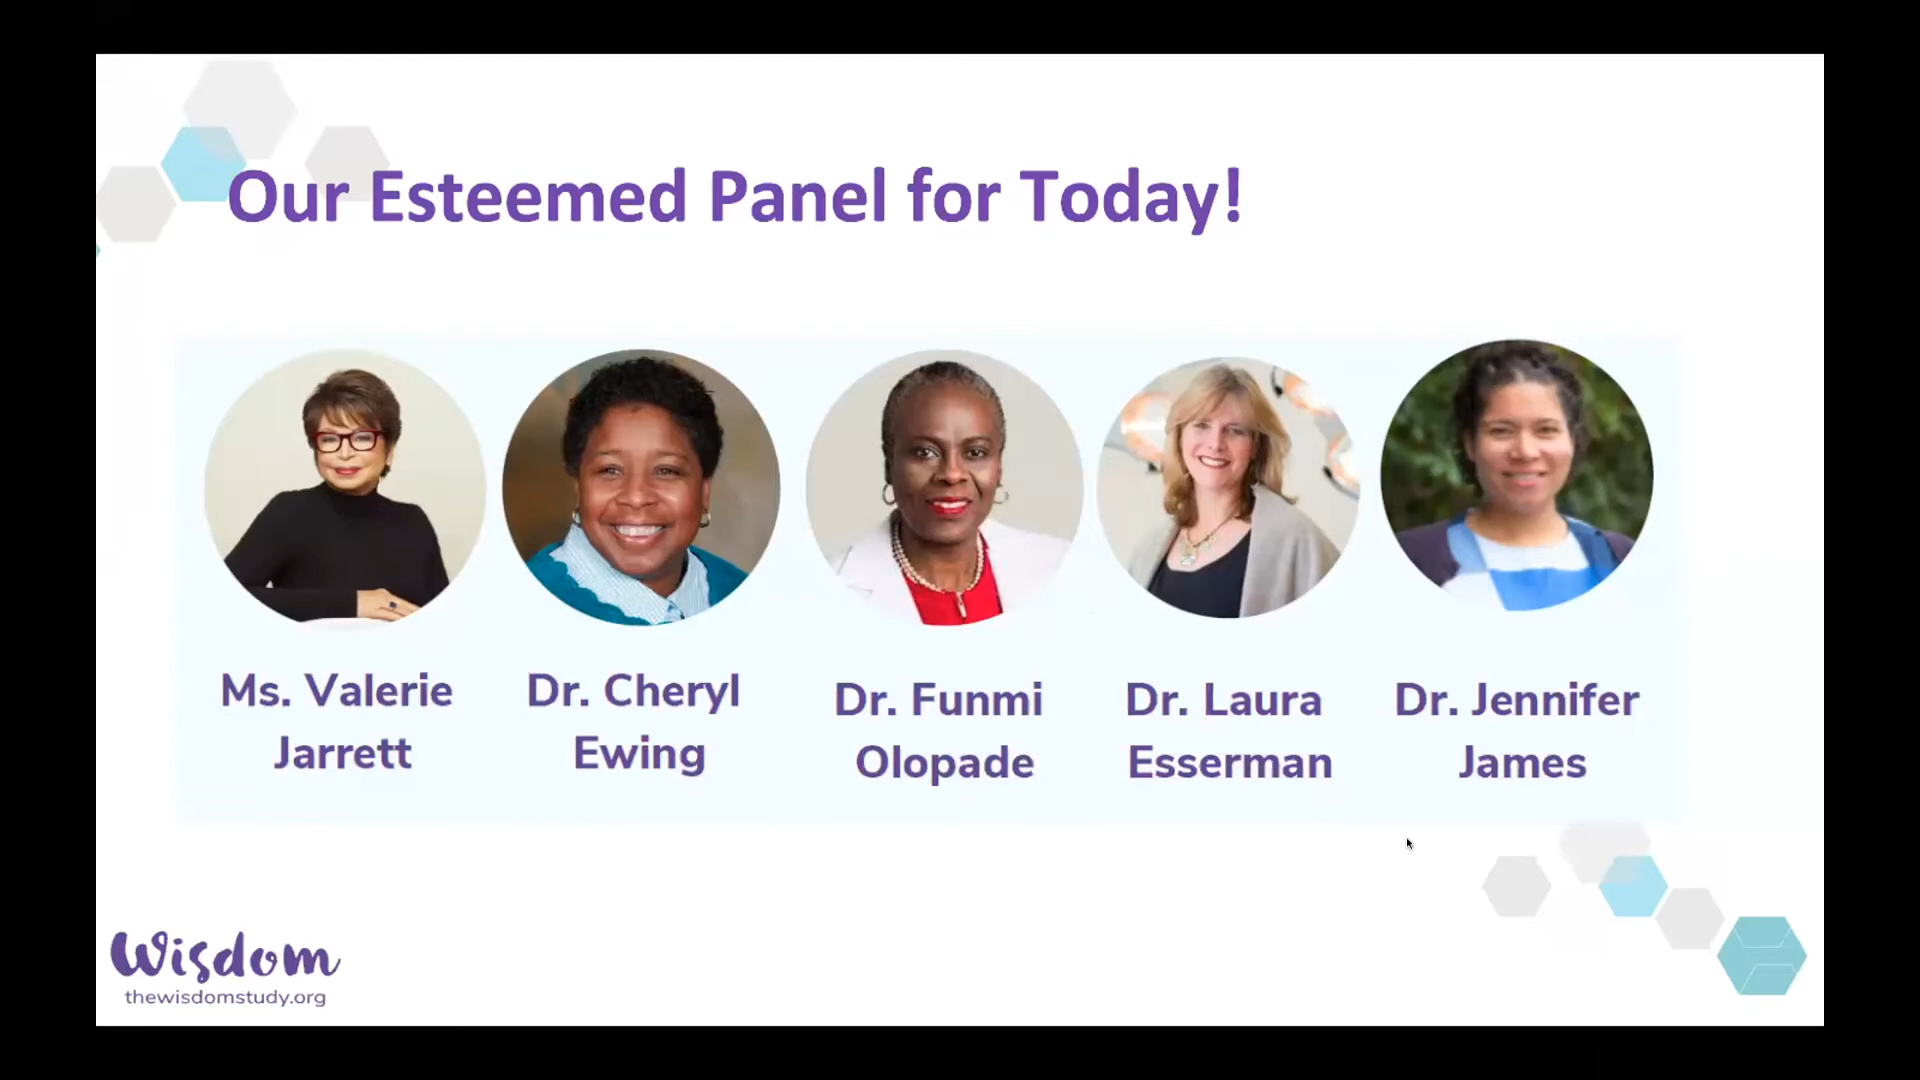 Our Esteemed Panel for Today!
Ms. Valerie
Jarrett
Dr. Cheryl
Ewing
Dr. Funmi
Olopade
Dr. Laura
Esserman
Dr. Jennifer
James
Wisdom
thewisdomstudy.org